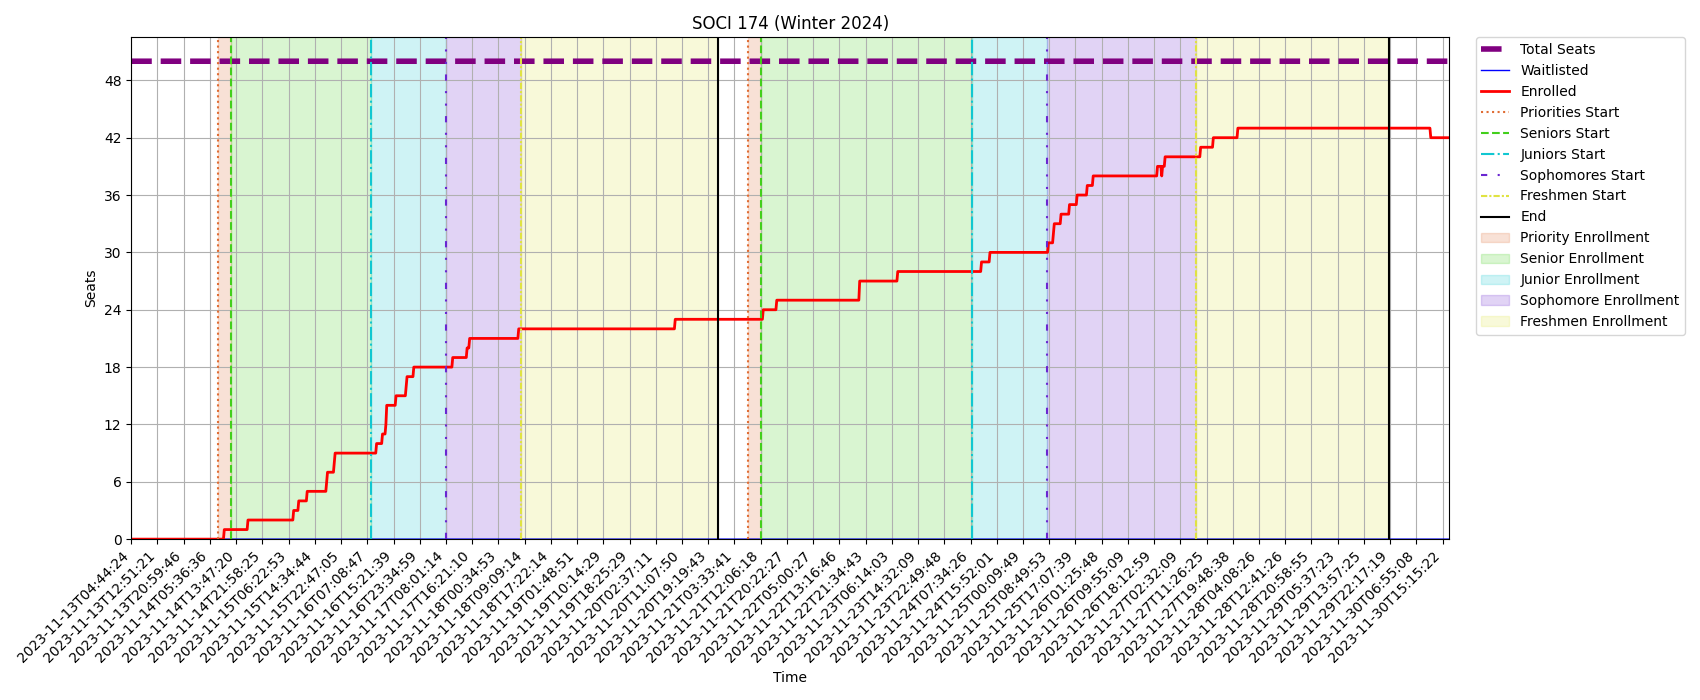 SOCI 174 (Winter 2024)
Seats
48
42
36
30
24
18
12
6
0
2023-11-13T04:44:24
2023-11-13T12:51:21
2023-11-13T20:59:46
2023-11-14T05:36:36
2023-11-14T13:47:20
2023-11-14T21:58:25
2023-11-15T06:22:53
2023-11-15T14:34:44
2023-11-15T22:47:05
2023-11-16T07:08:47
2023-11-16T15:21:39
2023-11-16T23:34:59
2023-11-17T08:01:14
2023-11-17T16:21:10
2023-11-18T00:34:53
2023-11-18T09:09:14
2023-11-18T17:22:14
2023-11-19T01:48:51
2023-11-19T10:14:29
2023-11-19T18:25:29
2023-11-20T02:37:11
2023-11-20T11:07:50
2023-11-20T19:19:43
2023-11-21T03:33:41
2023-11-21T12:06:18
2023-11-21T20:22:27
2023-11-22T05:00:27
2023-11-22T13:16:46
2023-11-22T21:34:43
2023-11-23T06:14:03
2023-11-23T14:32:09
2023-11-23T22:49:48
2023-11-24T07:34:26
2023-11-24T15:52:01
2023-11-25T00:09:49
2023-11-25T08:49:53
2023-11-25T17:07:39
2023-11-26T01:25:48
2023-11-26T09:55:09
2023-11-26T18:12:59
2023-11-27T02:32:09
2023-11-27T11:26:25
2023-11-27T19:48:38
2023-11-28T04:08:26
2023-11-28T12:41:26
2023-11-28T20:58:55
2023-11-29T05:37:23
2023-11-29T13:57:25
2023-11-29T22:17:19
2023-11-30T06:55:08
2023-11-30T15:15:22
Time
Total Seats
Waitlisted
Enrolled
Priorities Start
Seniors Start
Juniors Start
Sophomores Start
Freshmen Start
End
Priority Enrollment
Senior Enrollment
Junior Enrollment
Sophomore Enrollment
Freshmen Enrollment